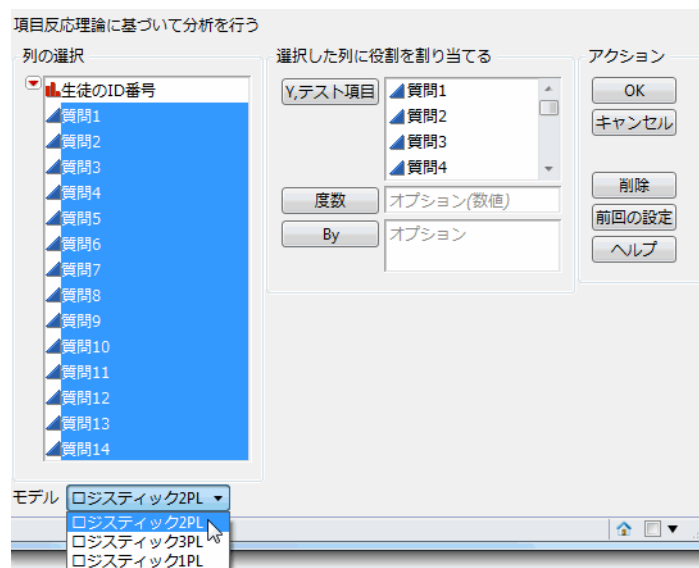 項目反応理論に基づいて分析を行う
列の選択
生徒のID番号
質問1
質問2
質問3
質問4
質問5
質問6
質問7
質問8
質問9
質問10
質問11
質問12
質問13
質問14
選択した列に役割を割り当てる
Y,テスト項目
質問1
質問2
質問3
質問4
度数
オプション(数値)
By
オプション
アクション
OK
キャンセル
削除
前回の設定
ヘルプ
モデル ロジスティック2PL
ロジスティック2PL
ロジスティック3PL
ロジスティック1PL